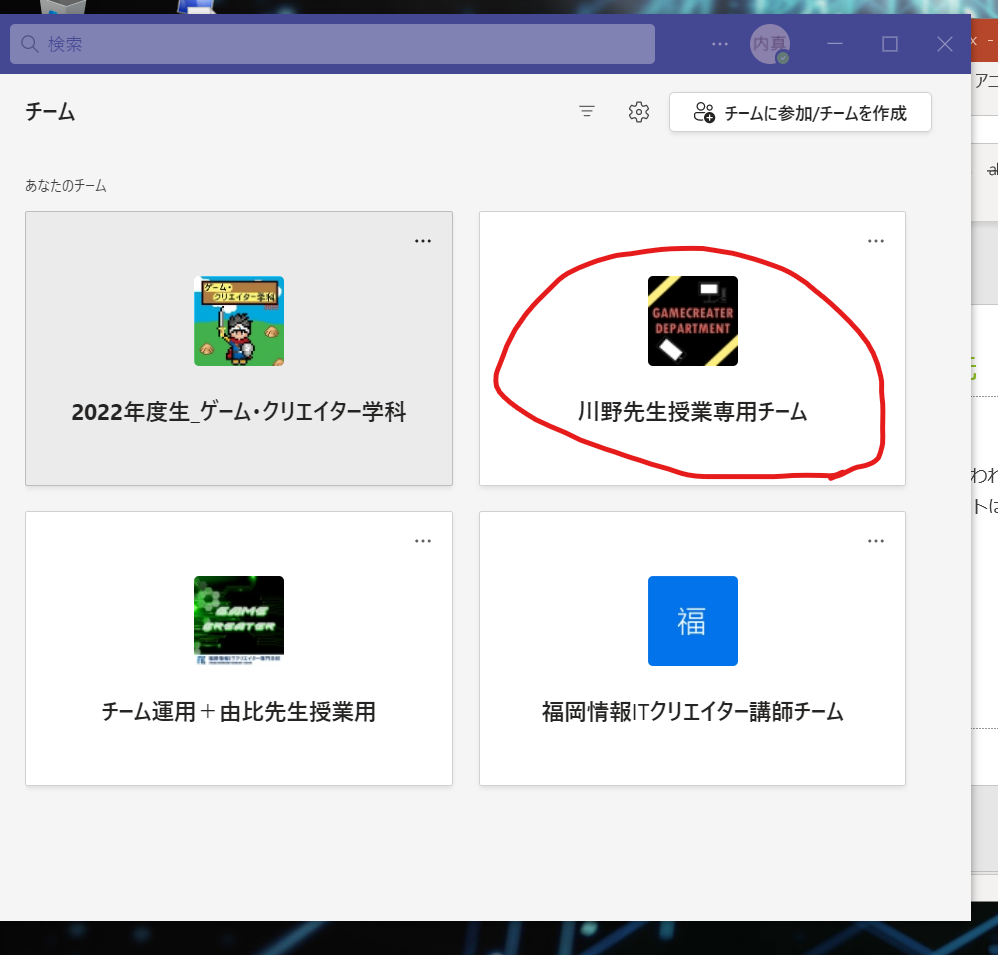 検索
内真
チーム
チームに参加/チームを作成
あなたのチーム
ゲーム・
クリエイター学科
2022年度生_ゲーム・クリエイター学科
GAMECREATER
DEPARTMENT
川野先生授業専用チーム
GAME
CREATER
チーム運用＋由比先生授業用
福
福岡情報ITクリエイター講師チーム
アニ
われ
トは